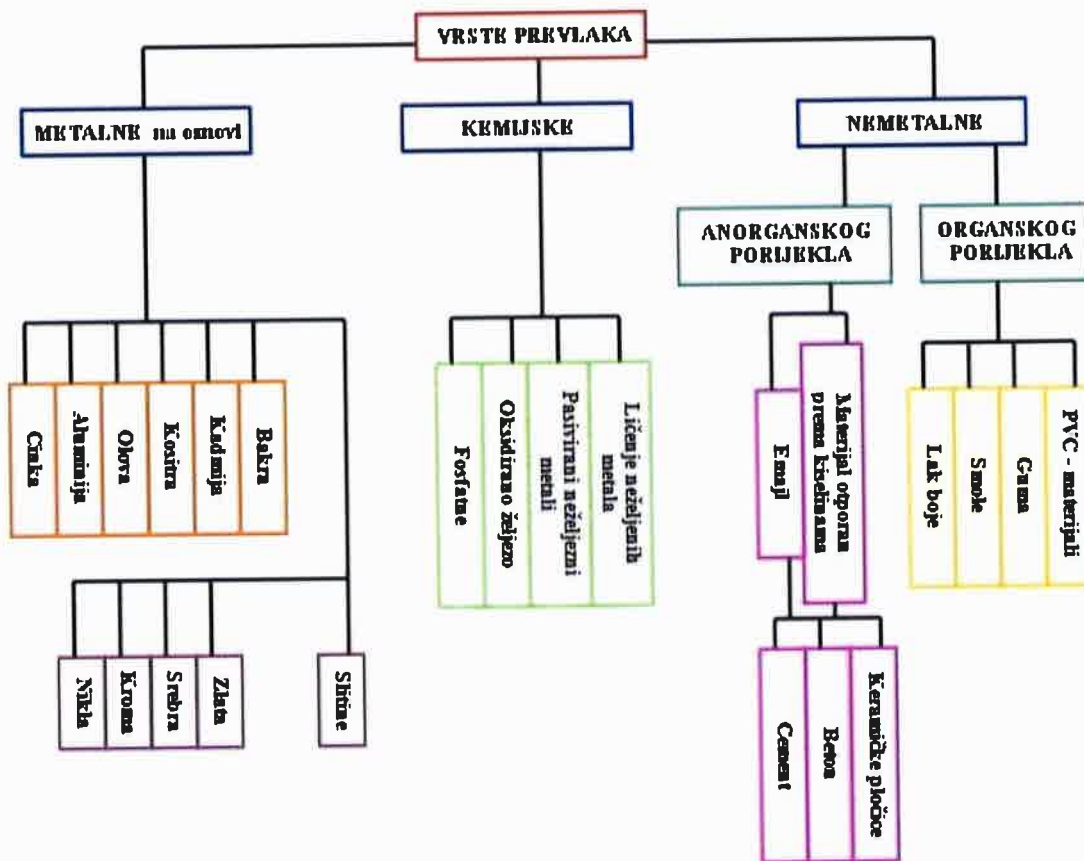 VRSTE PREVLAKA
METALNE na osnovi
KEMIJSKE
NEMETALNE
ANORGANSKOG
PORIJEKLA
ORGANSKOG
PORIJEKLA
Cinka
Aluminija
Olova
Kositra
Kadmija
Bakra
Fosfatne
Oksidirano željezo
Pasivirani neželjezni
metali
Ličenje neželjenih
metala
Emajl
Materijal otporan
prema kiselinama
Lak boje
Smole
Guma
PVC - materijali
Nikla
Kroma
Srebra
Zlata
Slitine
Cement
Beton
Keramičke pločice